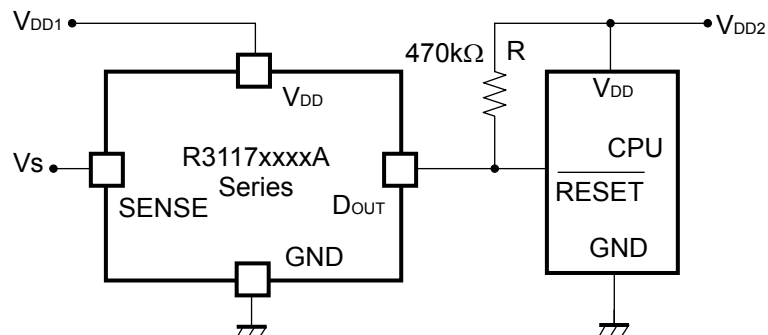 VDD1
VDD2
470kΩ R
VDD
VDD
R3117xxxxA
Series
CPU
Vs
RESET
SENSE
DOUT
GND
GND